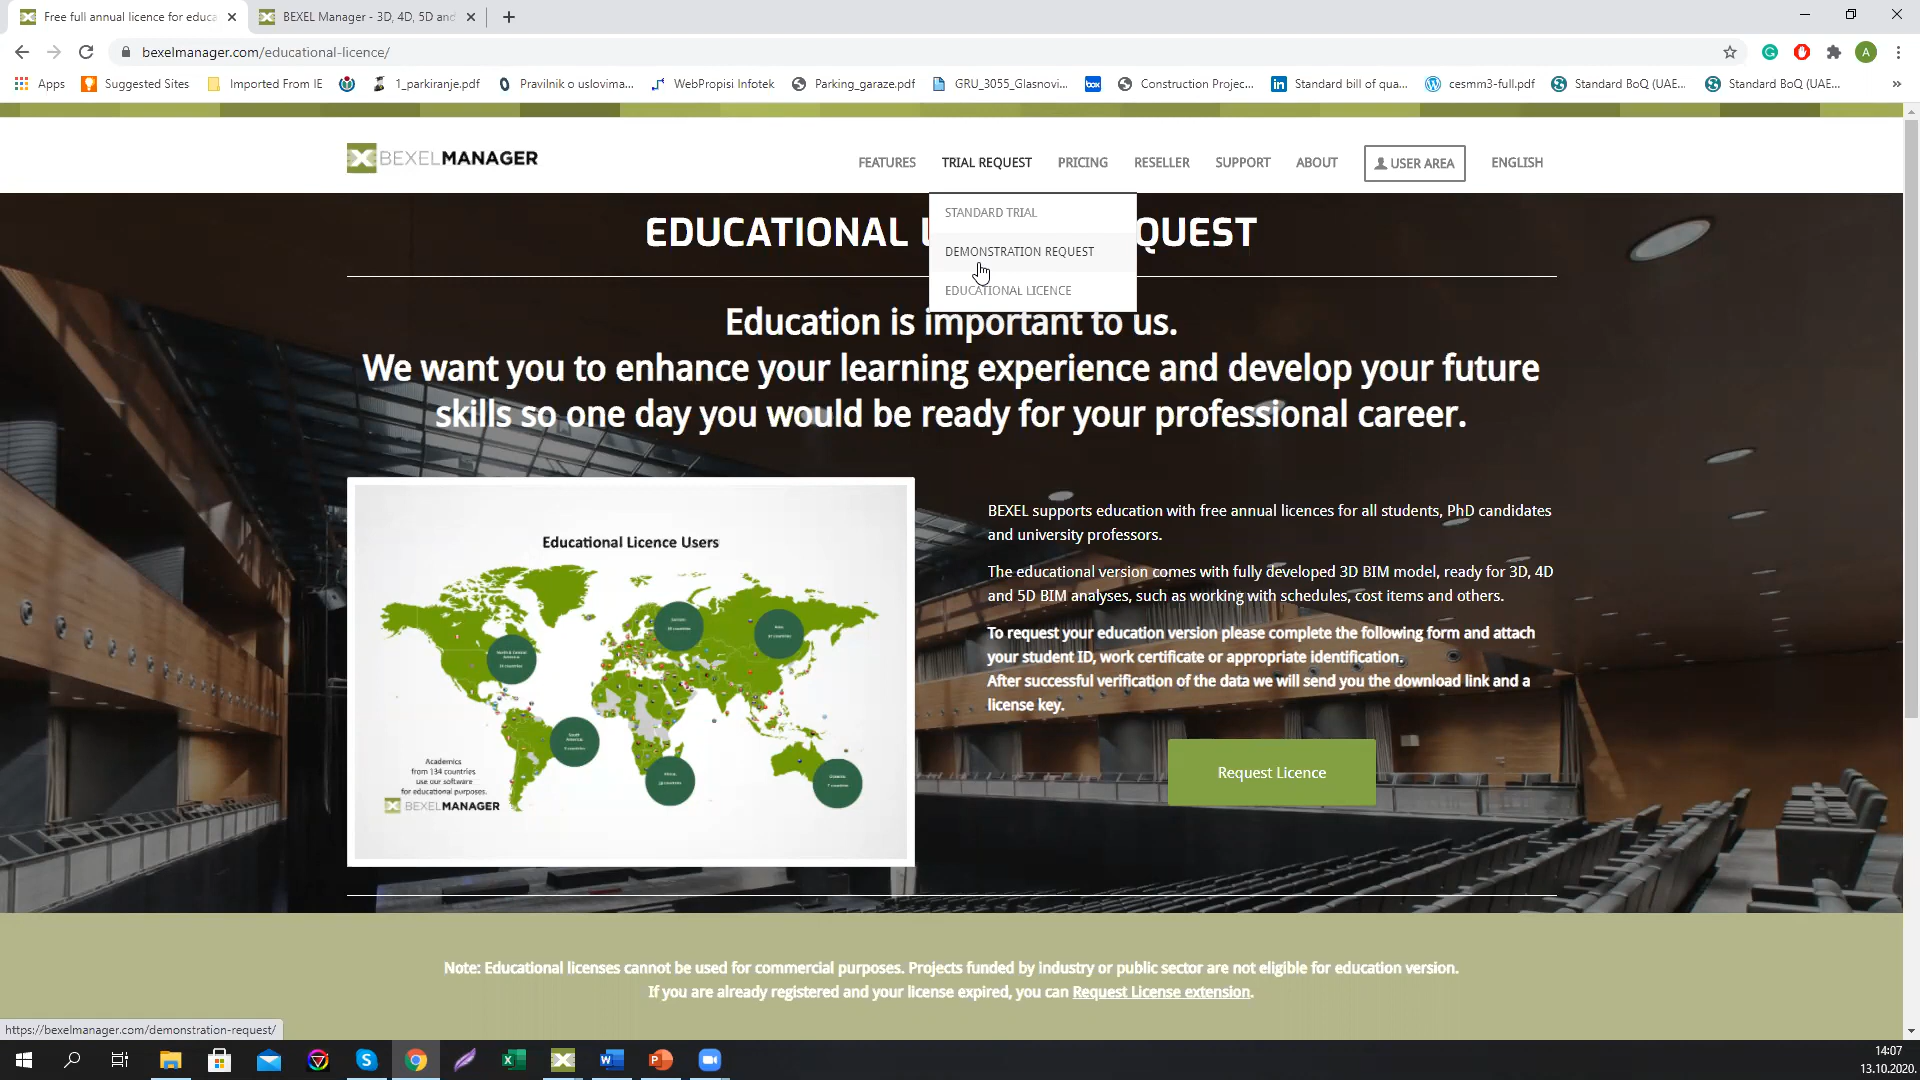 Free full annual licence for educa
BEXEL Manager - 3D, 4D, 5D and
bexelmanager.com/educational-licence/
A
Apps
Suggested Sites
Imported From IE
1_parkiranje.pdf
Pravilnik o uslovima...
WebPropisi Infotek
Parking_garaze.pdf
GRU_3055_Glasnovi...
box
Construction Projec...
Standard bill of qua...
cesmm3-full.pdf
Standard BoQ (UAE...
Standard BoQ (UAE...
BEXELMANAGER
FEATURES
TRIAL REQUEST
PRICING
RESELLER
SUPPORT
ABOUT
USER AREA
ENGLISH
STANDARD TRIAL
DEMONSTRATION REQUEST
EDUCATIONAL LICENCE
EDUCATIONAL L QUEST
Education is important to us.
We want you to enhance your learning experience and develop your future
skills so one day you would be ready for your professional career.
Educational Licence Users
Academics
from 134 countries
use our software
for educational purposes.
BEXELMANAGER
BEXEL supports education with free annual licences for all students, PhD candidates
and university professors.
The educational version comes with fully developed 3D BIM model, ready for 3D, 4D
and 5D BIM analyses, such as working with schedules, cost items and others.
To request your education version please complete the following form and attach
your student ID, work certificate or appropriate identification.
After successful verification of the data we will send you the download link and a
license key.
Request Licence
Note: Educational licenses cannot be used for commercial purposes. Projects funded by industry or public sector are not eligible for education version.
If you are already registered and your license expired, you can Request License extension.
https://bexelmanager.com/demonstration-request/
14:07
13.10.2020.